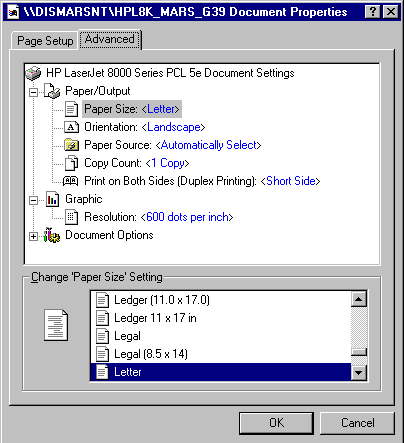 \\DISMARSNT\HPL8K_MARS_G39 Document Properties
Page Setup
Advanced
HP LaserJet 8000 Series PCL 5e Document Settings
Paper/Output
Paper Size: <Letter>
Orientation: <Landscape>
Paper Source: <Automatically Select>
Copy Count: <1 Copy>
Print on Both Sides (Duplex Printing): <Short Side>
Graphic
Resolution: <600 dots per inch>
Document Options
Change 'Paper Size' Setting
Ledger (11.0 x 17.0)
Ledger 11 x 17 in
Legal
Legal (8.5 x 14)
Letter
OK
Cancel